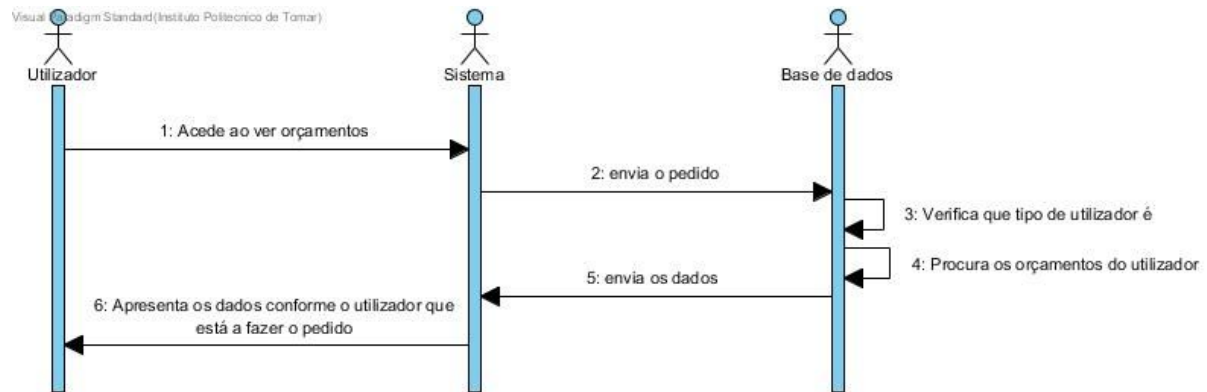 Visual Paradigm Standard(Instituto Politecnico de Tomar)
Utilizador
Sistema
Base de dados
1: Acede ao ver orçamentos
2: envia o pedido
3: Verifica que tipo de utilizador é
4: Procura os orçamentos do utilizador
5: envia os dados
6: Apresenta os dados conforme o utilizador que
está a fazer o pedido